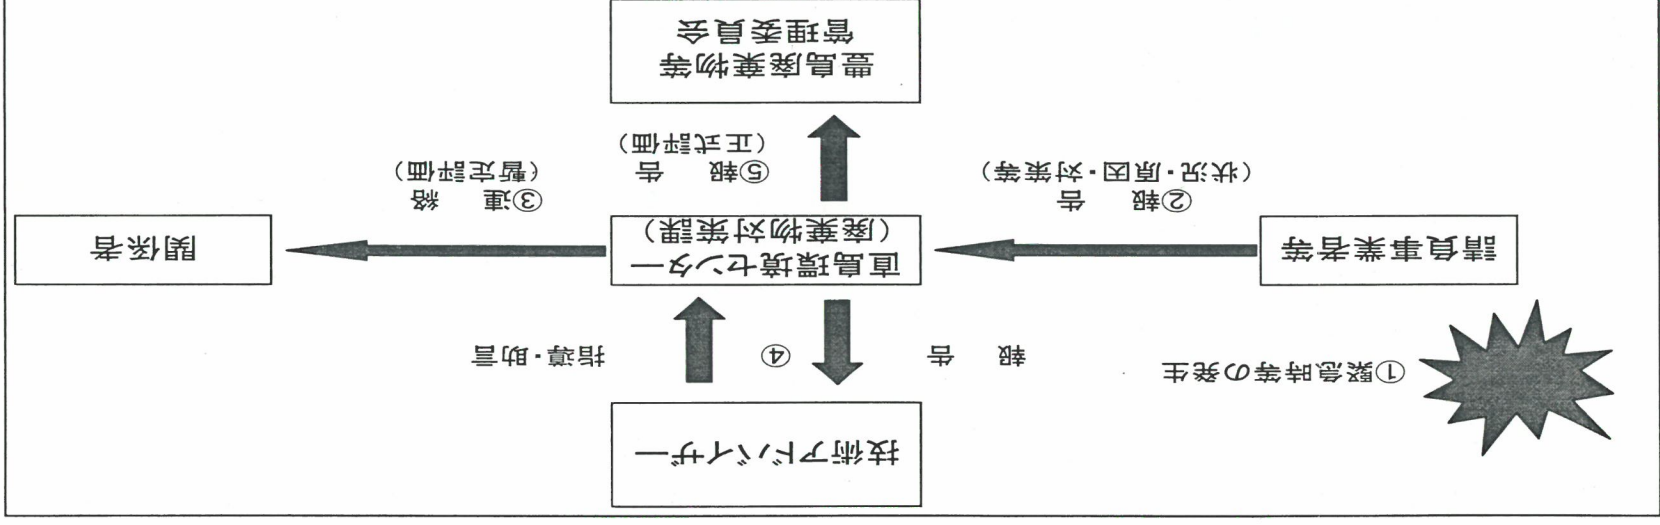 技術アドバイザー
①緊急時等の発生
報　告
④
指導・助言
請負事業者等
直島環境センター
（廃棄物対策課）
関係者
②報　告
（状況・原因・対策等）
③連　絡
（暫定評価）
⑤報　告
（正式評価）
豊島廃棄物等
管理委員会